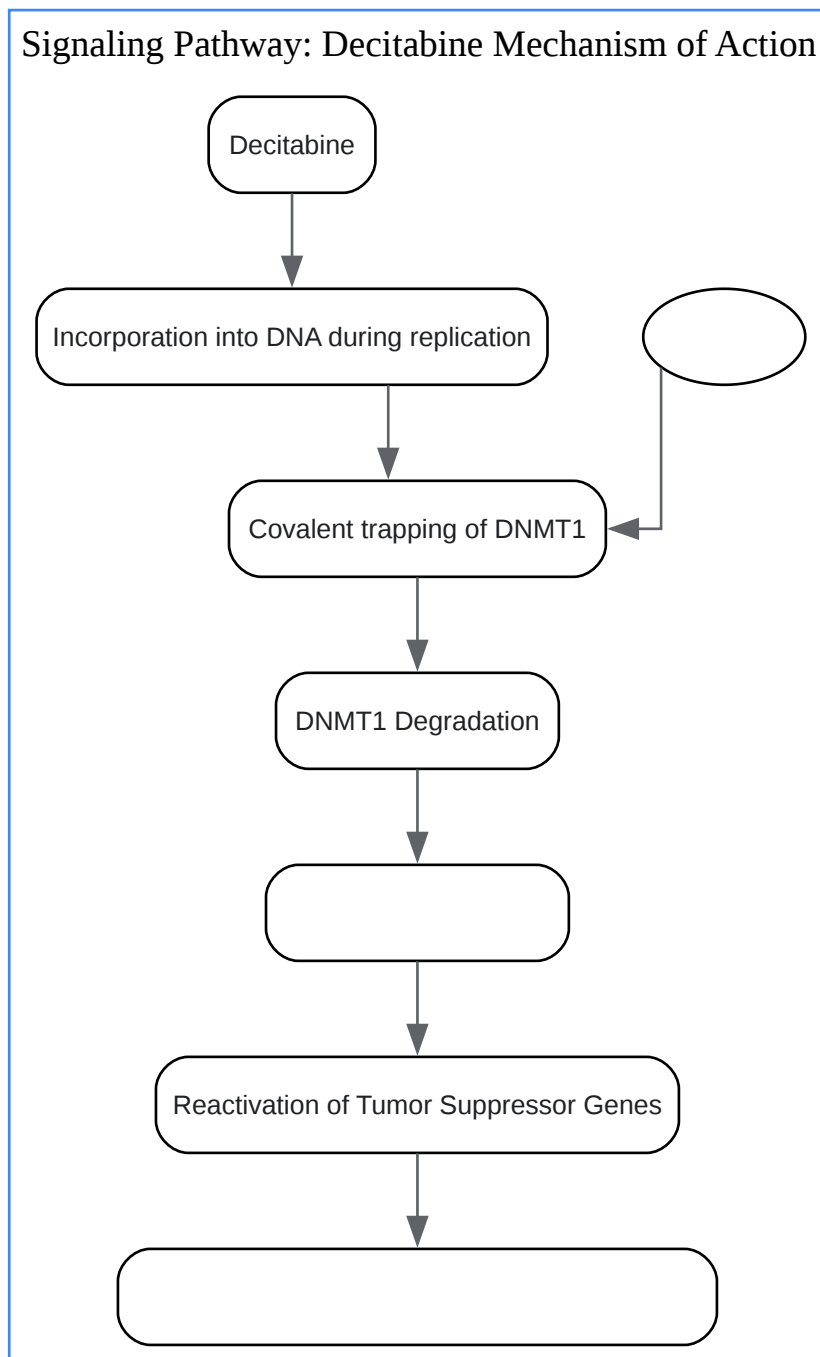 Signaling Pathway: Decitabine Mechanism of Action
Decitabine
Incorporation into DNA during replication
Covalent trapping of DNMT1
DNMT1 Degradation
Reactivation of Tumor Suppressor Genes